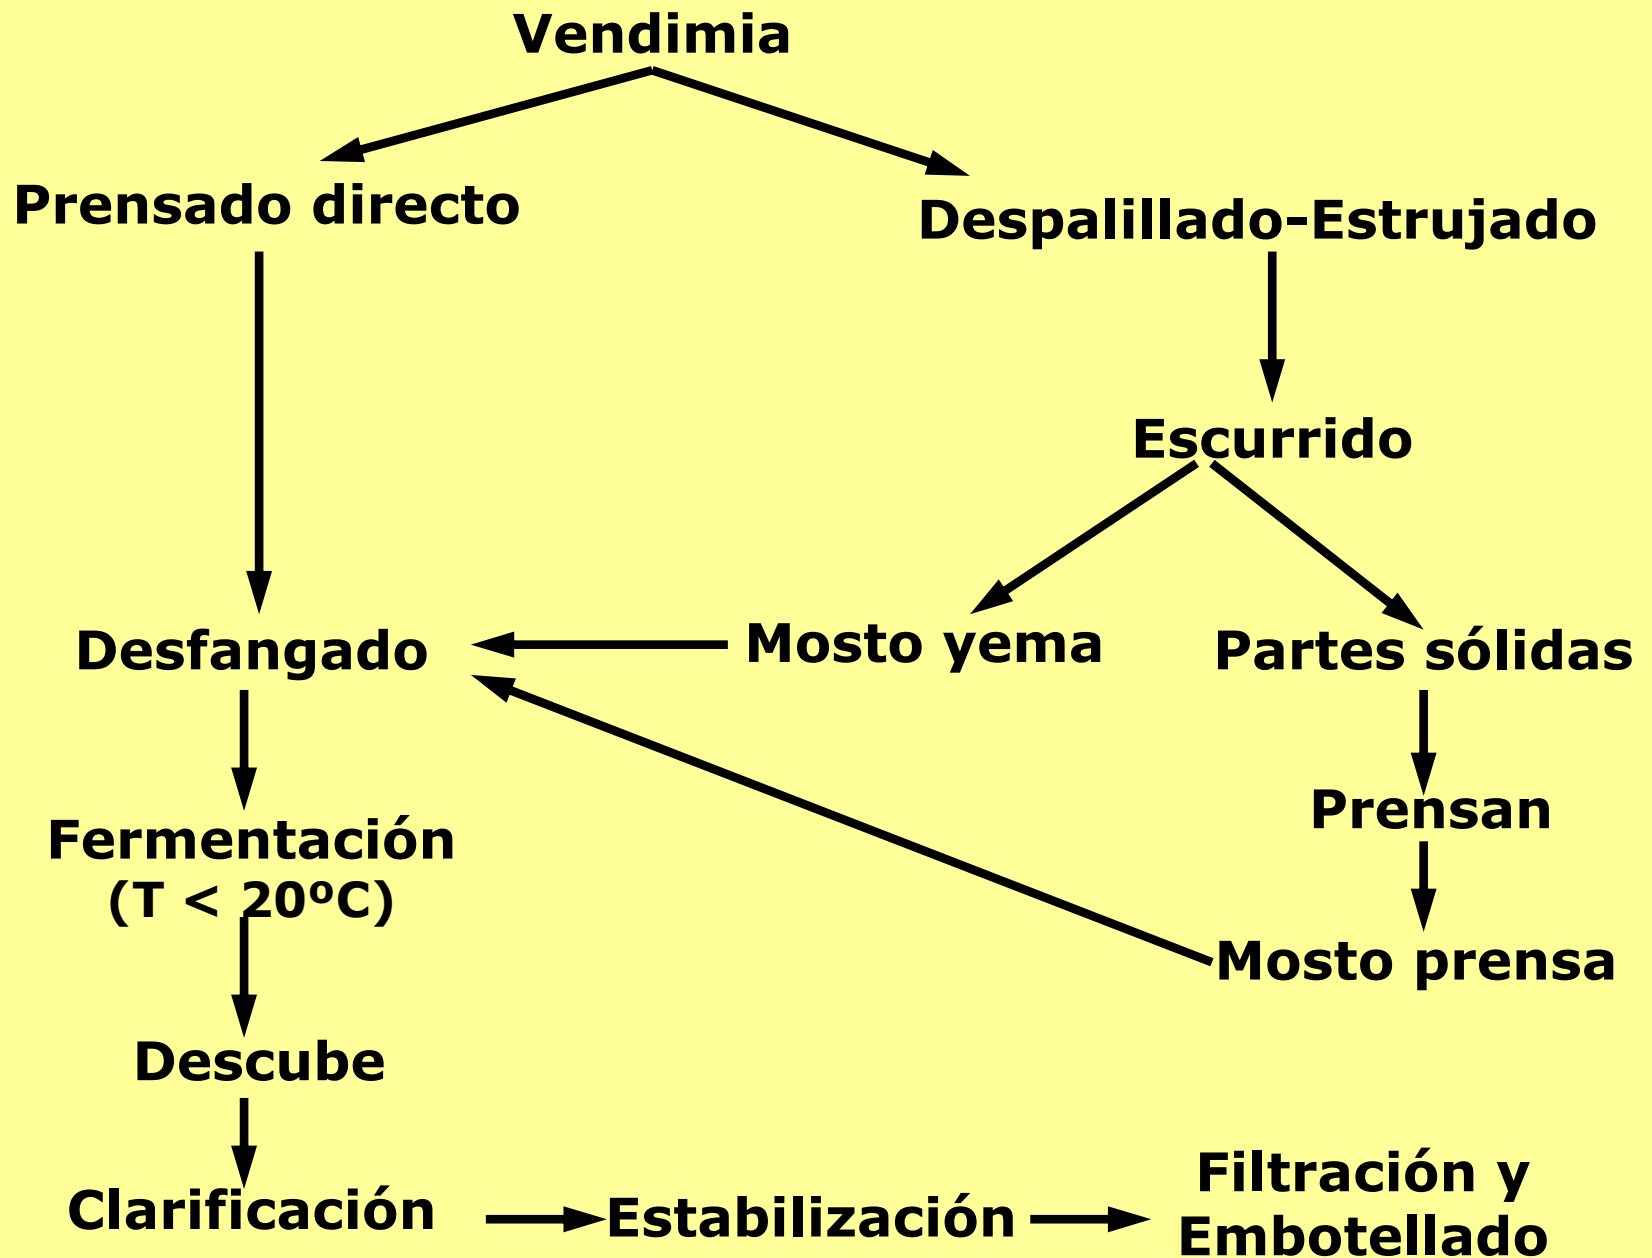 Vendimia
Prensado directo
Despalillado-Estrujado
Escurrido
Desfangado
Mosto yema
Partes sólidas
Prensan
Fermentación
(T < 20ºC)
Mosto prensa
Descube
Clarificación
Estabilización
Filtración y
Embotellado